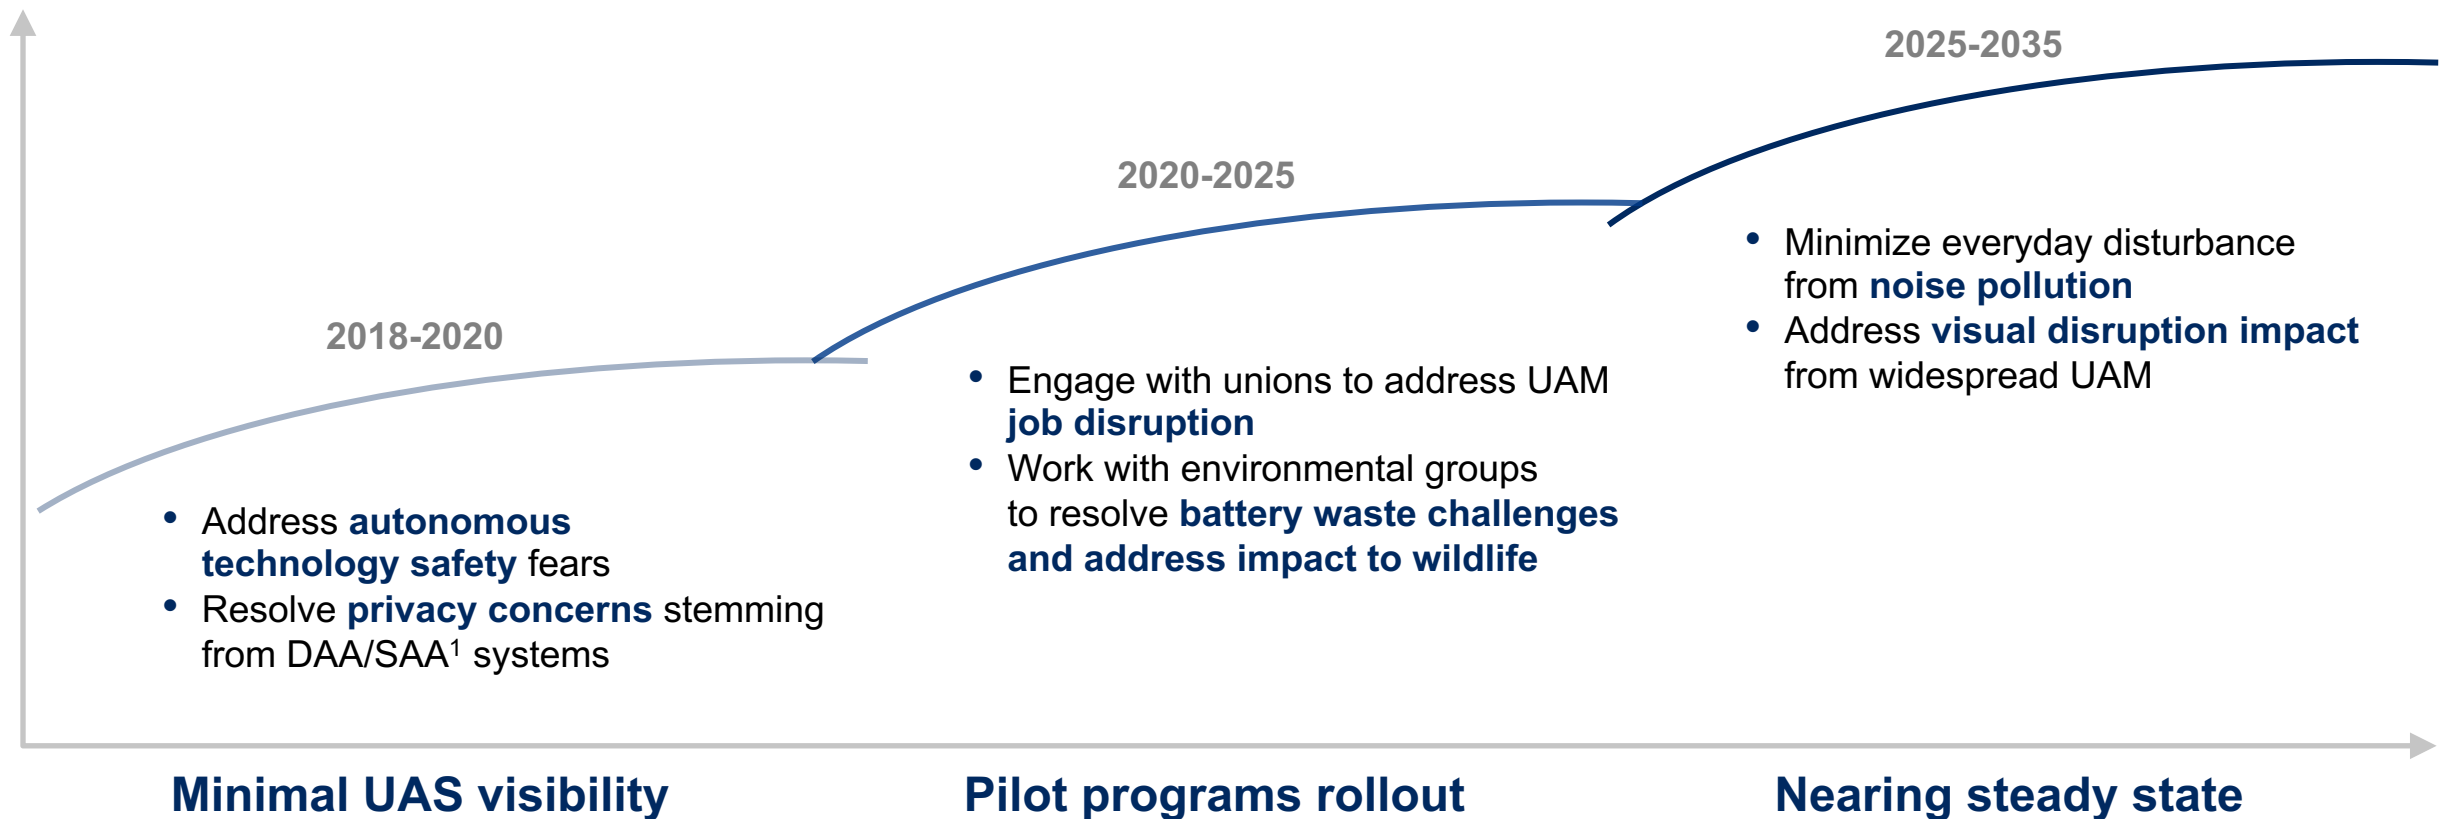 2018-2020
• Address autonomous
technology safety fears
• Resolve privacy concerns stemming
from DAA/SAA¹ systems
Minimal UAS visibility
2020-2025
• Engage with unions to address UAM
job disruption
• Work with environmental groups
to resolve battery waste challenges
and address impact to wildlife
Pilot programs rollout
2025-2035
• Minimize everyday disturbance
from noise pollution
• Address visual disruption impact
from widespread UAM
Nearing steady state